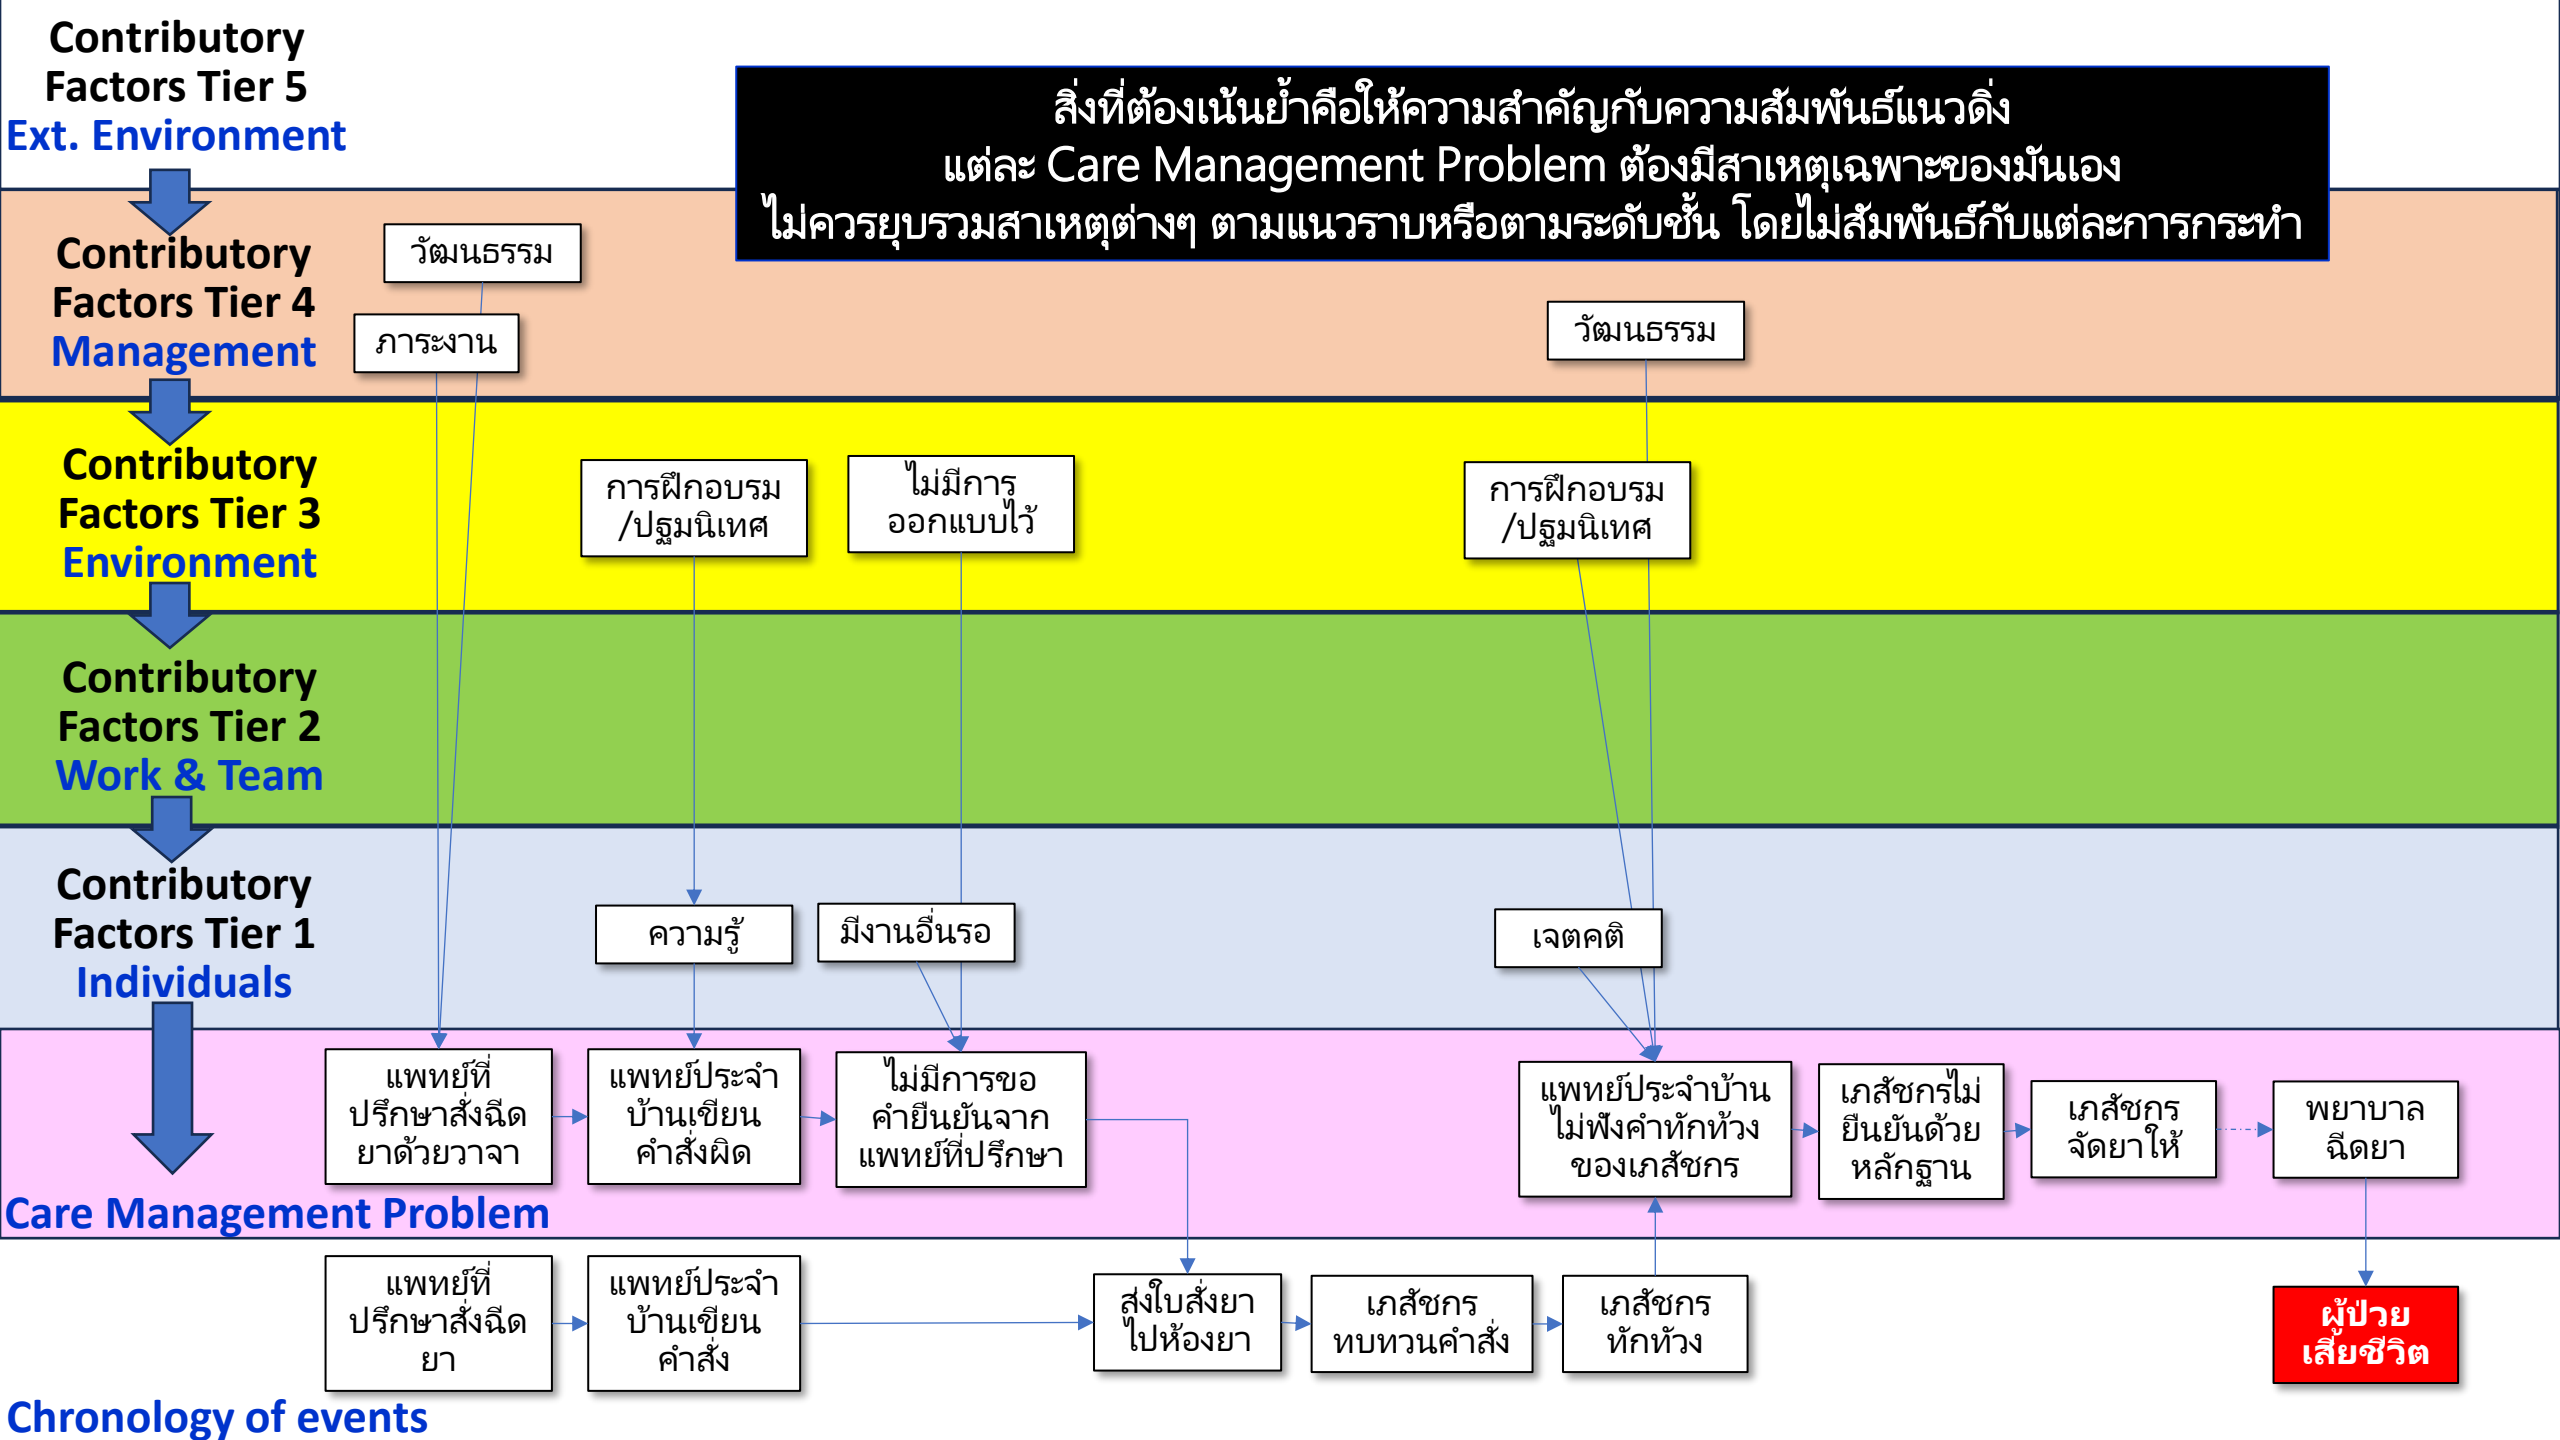 Contributory
Factors Tier 5
Ext. Environment
สิ่งที่ต้องเน้นย้ำคือให้ความสำคัญกับความสัมพันธ์แนวดิ่ง
แต่ละ Care Management Problem ต้องมีสาเหตุเฉพาะของมันเอง
ไม่ควรยุบรวมสาเหตุต่างๆ ตามแนวราบหรือตามระดับชั้น โดยไม่สัมพันธ์กับแต่ละการกระทำ
Contributory
Factors Tier 4
Management
วัฒนธรรม
ภาระงาน
วัฒนธรรม
Contributory
Factors Tier 3
Environment
การฝึกอบรม
/ปฐมนิเทศ
ไม่มีการ
ออกแบบไว้
การฝึกอบรม
/ปฐมนิเทศ
Contributory
Factors Tier 2
Work & Team
Contributory
Factors Tier 1
Individuals
ความรู้
มีงานอื่นรอ
เจตคติ
แพทย์ที่
ปรึกษาสั่งฉีด
ยาด้วยวาจา
แพทย์ประจำ
บ้านเขียน
คำสั่งผิด
ไม่มีการขอ
คำยืนยันจาก
แพทย์ที่ปรึกษา
แพทย์ประจำบ้าน
ไม่ฟังคำทักท้วง
ของเภสัชกร
เภสัชกรไม่
ยืนยันด้วย
หลักฐาน
เภสัชกร
จัดยาให้
พยาบาล
ฉีดยา
Care Management Problem
แพทย์ที่
ปรึกษาสั่งฉีด
ยา
แพทย์ประจำ
บ้านเขียน
คำสั่ง
ส่งใบสั่งยา
ไปห้องยา
เภสัชกร
ทบทวนคำสั่ง
เภสัชกร
ทักท้วง
ผู้ป่วย
เสียชีวิต
Chronology of events